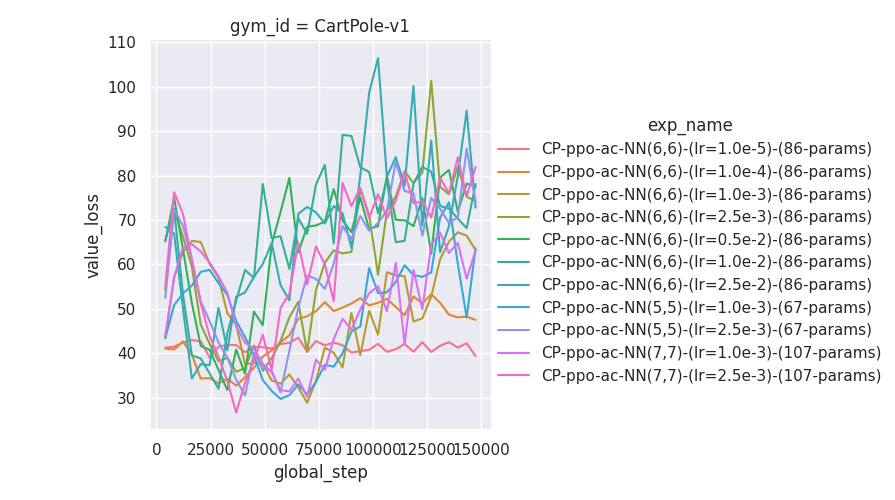 gym_id = CartPole-v1
110
100
90
80
70
60
50
40
30
value_loss
0
25000
50000
75000
100000
125000
150000
global_step
exp_name
CP-ppo-ac-NN(6,6)-(lr=1.0e-5)-(86-params)
CP-ppo-ac-NN(6,6)-(lr=1.0e-4)-(86-params)
CP-ppo-ac-NN(6,6)-(lr=1.0e-3)-(86-params)
CP-ppo-ac-NN(6,6)-(lr=2.5e-3)-(86-params)
CP-ppo-ac-NN(6,6)-(lr=0.5e-2)-(86-params)
CP-ppo-ac-NN(6,6)-(lr=1.0e-2)-(86-params)
CP-ppo-ac-NN(6,6)-(lr=2.5e-2)-(86-params)
CP-ppo-ac-NN(5,5)-(lr=1.0e-3)-(67-params)
CP-ppo-ac-NN(5,5)-(lr=2.5e-3)-(67-params)
CP-ppo-ac-NN(7,7)-(lr=1.0e-3)-(107-params)
CP-ppo-ac-NN(7,7)-(lr=2.5e-3)-(107-params)